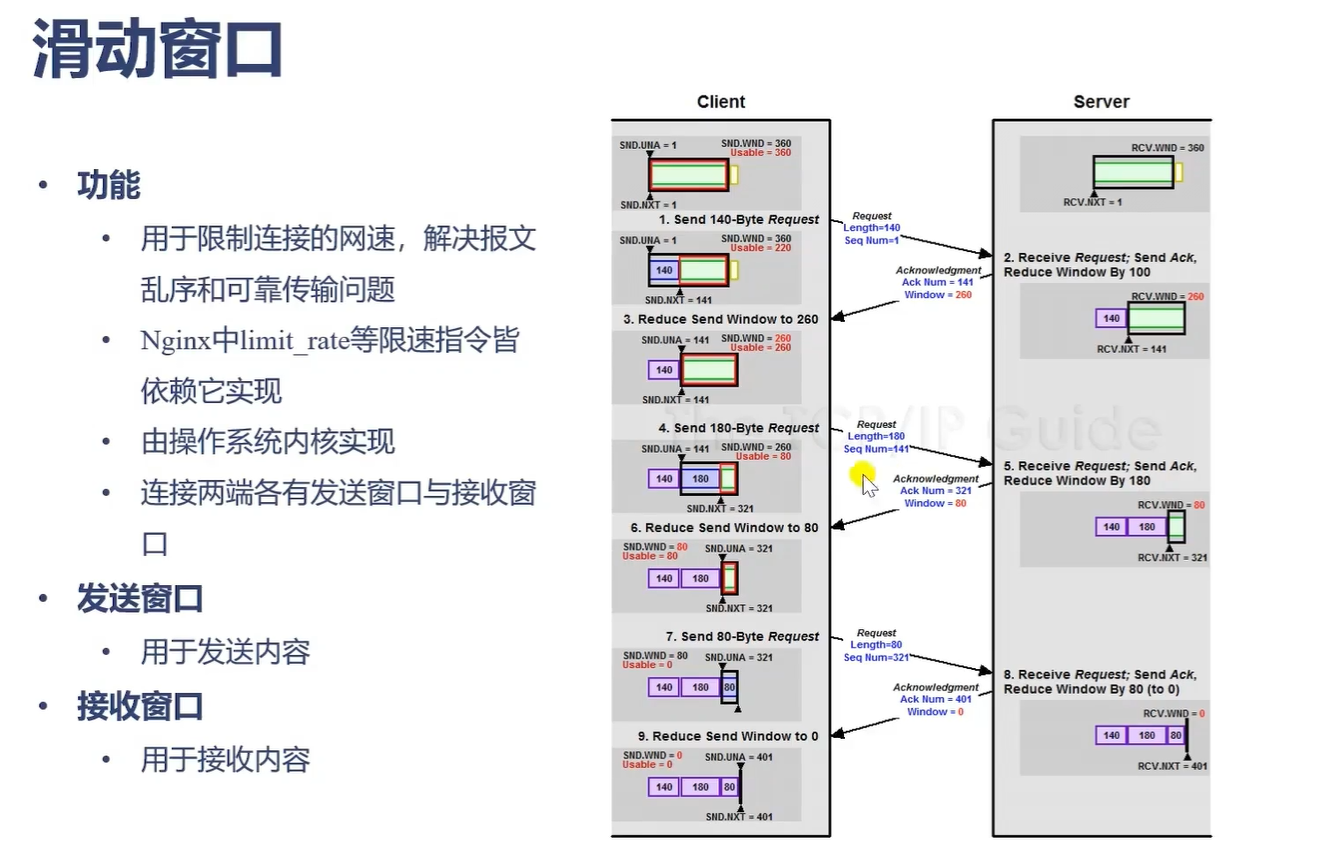 滑动窗口
• 功能
• 用于限制连接的网速，解决报文
乱序和可靠传输问题
• Nginx中limit_rate等限速指令皆
依赖它实现
• 由操作系统内核实现
• 连接两端各有发送窗口与接收窗
口
• 发送窗口
• 用于发送内容
• 接收窗口
• 用于接收内容
Client
Server
SND.UNA = 1
SND.WND = 360
Usable = 360
SND.NXT = 1
RCV.WND = 360
RCV.NXT = 1
1. Send 140-Byte Request
Request
Length=140
Seq Num=1
SND.UNA = 1
SND.WND = 360
Usable = 220
140
SND.NXT = 141
2. Receive Request; Send Ack,
Reduce Window By 100
Acknowledgment
Ack Num = 141
Window = 260
RCV.WND = 260
140
RCV.NXT = 141
3. Reduce Send Window to 260
SND.UNA = 141
SND.WND = 260
Usable = 260
140
SND.NXT = 141
The TCP/IP Guide
4. Send 180-Byte Request
Request
Length=180
Seq Num=141
SND.UNA = 141
SND.WND = 260
Usable = 80
140
180
SND.NXT = 321
5. Receive Request; Send Ack,
Reduce Window By 180
Acknowledgment
Ack Num = 321
Window = 80
RCV.WND = 80
140
180
RCV.NXT = 321
6. Reduce Send Window to 80
SND.WND = 80
Usable = 80
SND.UNA = 321
140
180
SND.NXT = 321
7. Send 80-Byte Request
Request
Length=80
Seq Num=321
SND.WND = 80
Usable = 0
SND.UNA = 321
140
180
80
8. Receive Request; Send Ack,
Reduce Window By 80 (to 0)
Acknowledgment
Ack Num = 401
Window = 0
RCV.WND = 0
140
180
80
RCV.NXT = 401
9. Reduce Send Window to 0
SND.WND = 0
Usable = 0
SND.UNA = 401
140
180
80
SND.NXT = 401